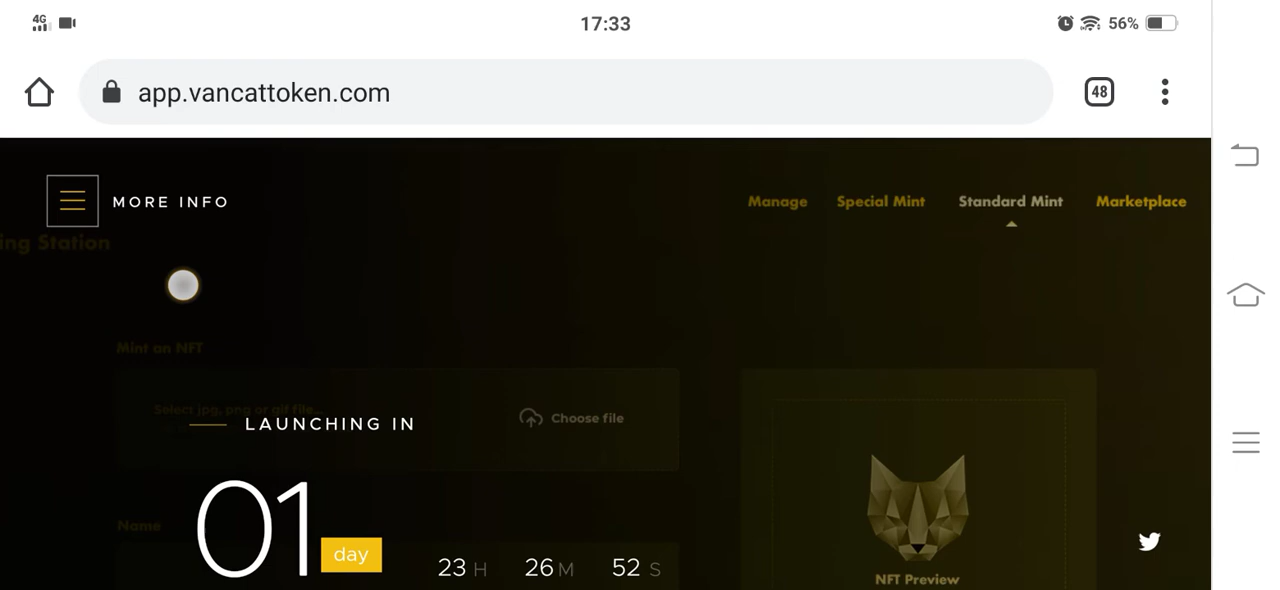 4G
17:33
56%
app.vancattoken.com
48
MORE INFO
Manage
Special Mint
Standard Mint
Marketplace
ing Station
Mint an NFT
Select jpg, png or gif file...
Choose file
LAUNCHING IN
01
day
23 H
26 M
52 S
Name
NFT Preview